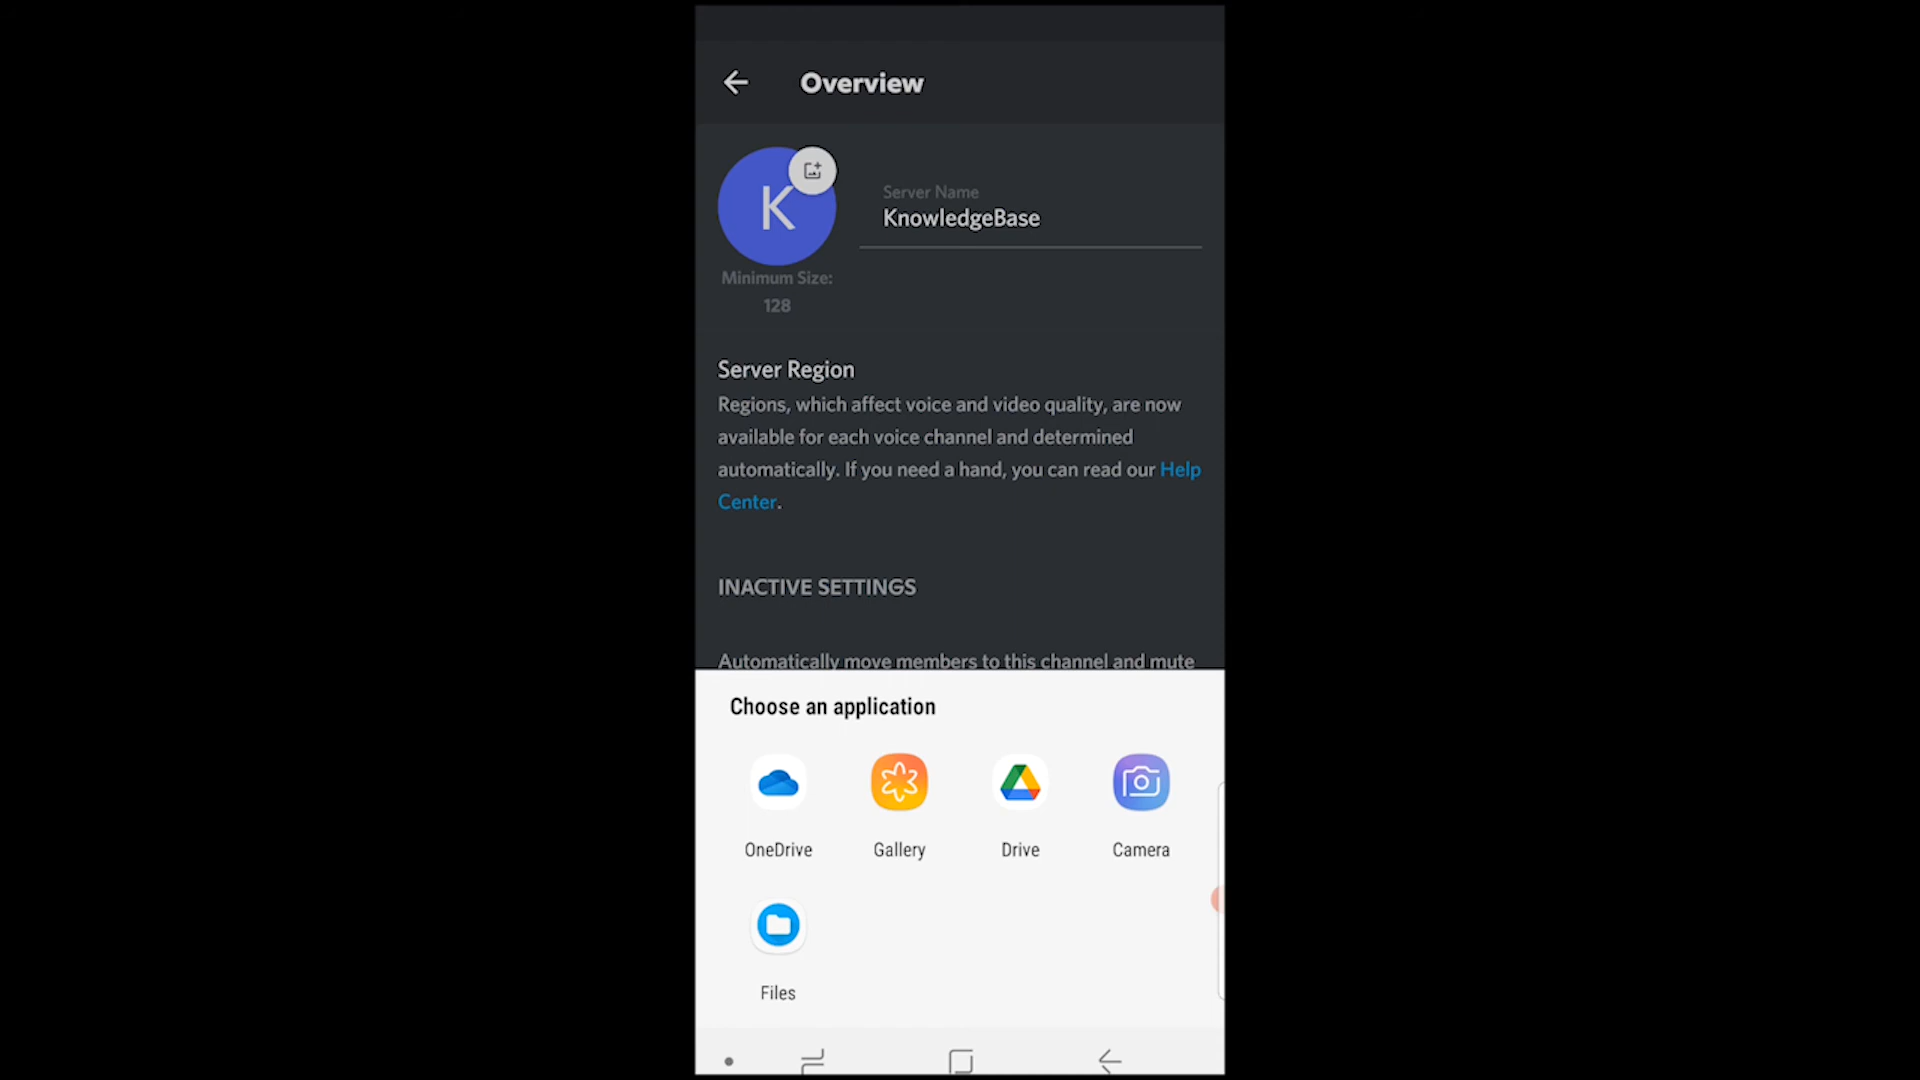 Overview
K
Server Name
KnowledgeBase
Minimum Size:
128
Server Region
Regions, which affect voice and video quality, are now
available for each voice channel and determined
automatically. If you need a hand, you can read our Help
Center.
INACTIVE SETTINGS
Automatically move members to this channel and mute
Choose an application
OneDrive
Gallery
Drive
Camera
Files